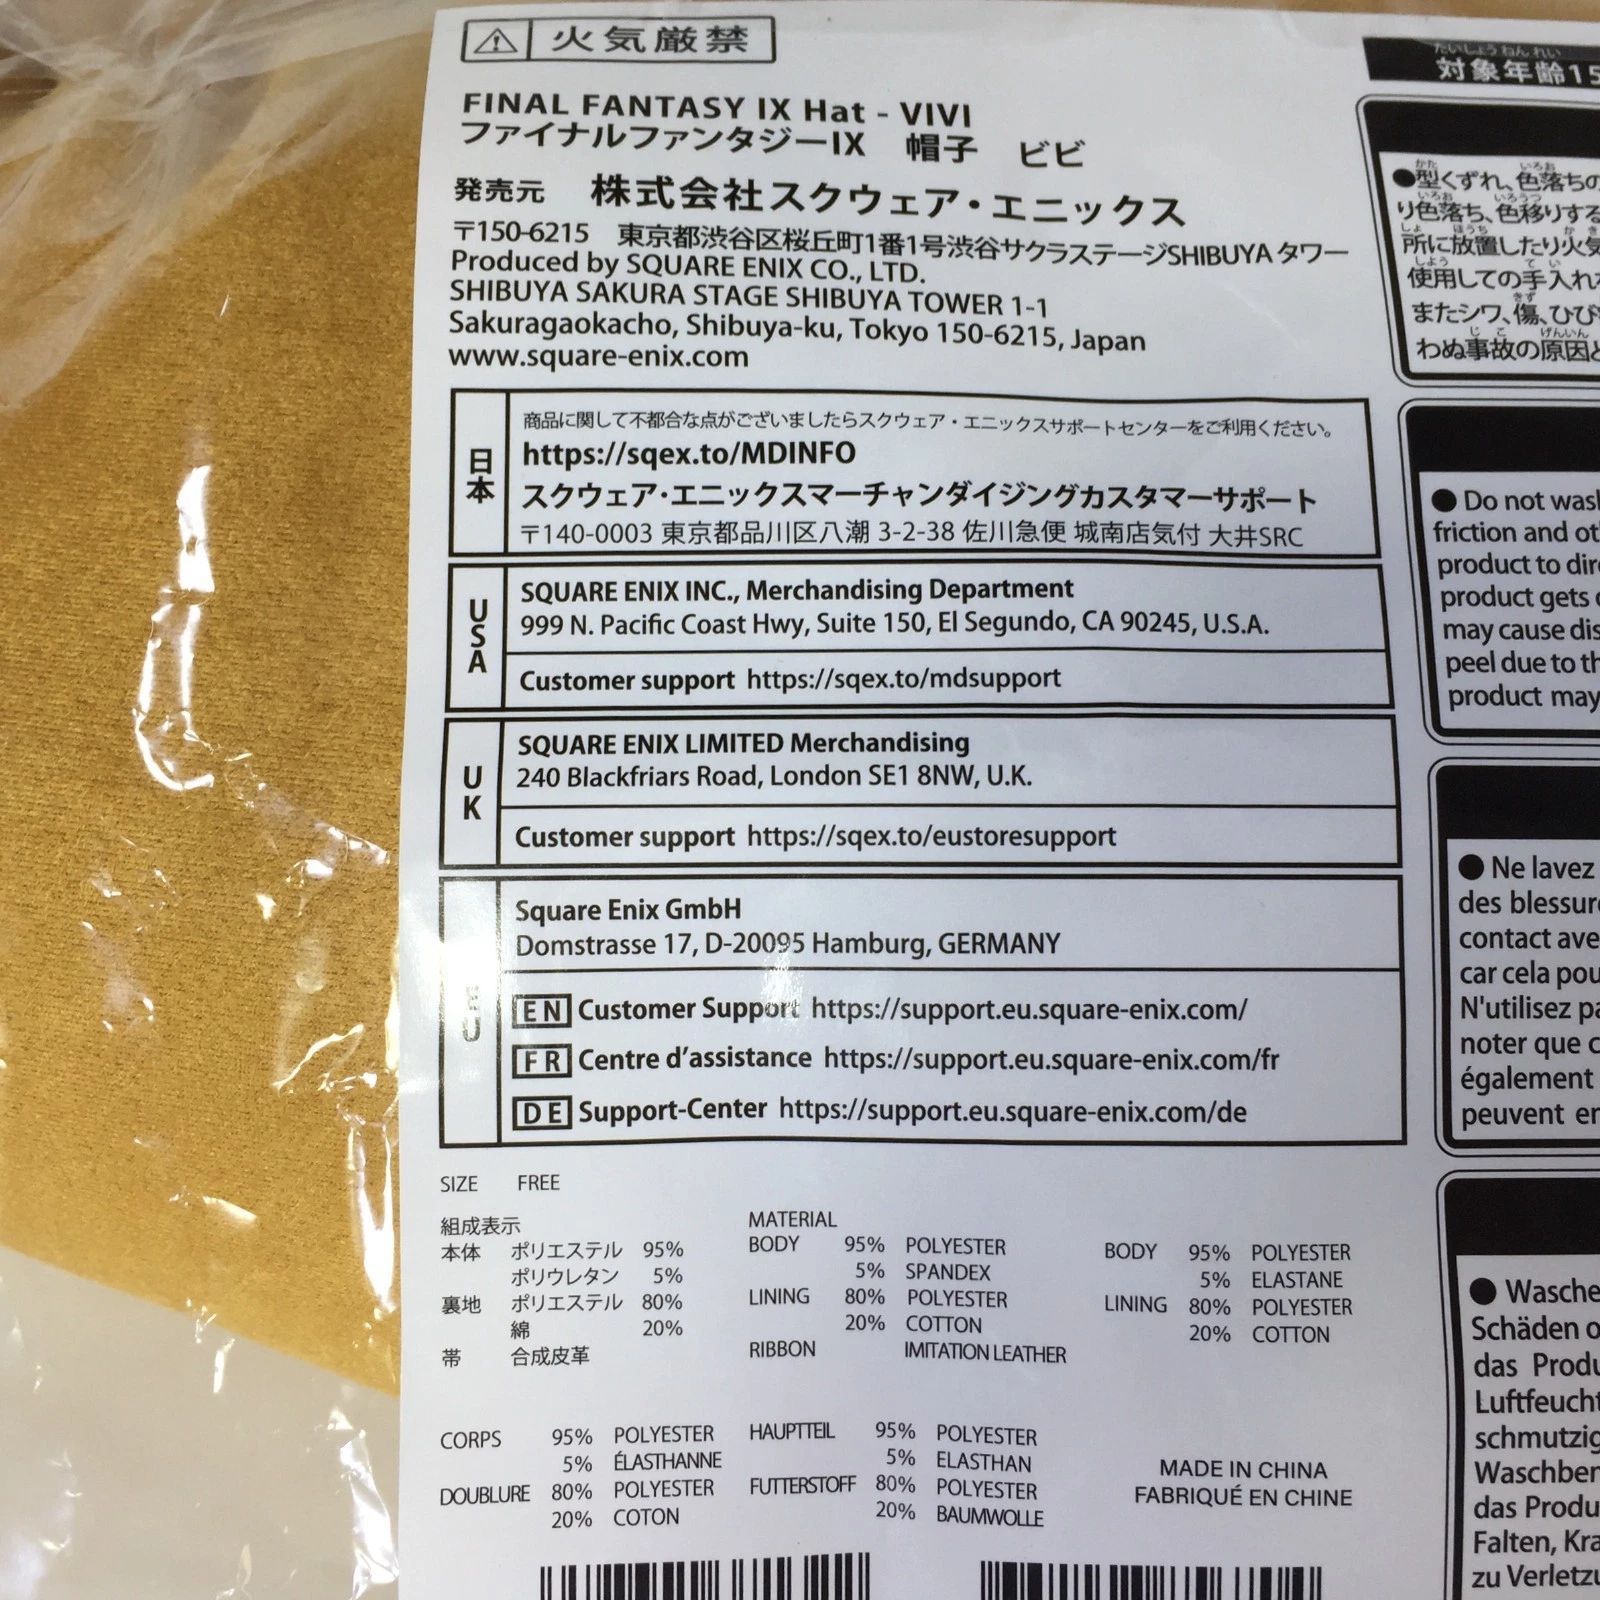 ⚠ 火気厳禁
FINAL FANTASY IX Hat - VIVI
ファイナルファンタジーIX 帽子 ビビ
発売元 株式会社スクウェア・エニックス
〒150-6215 東京都渋谷区桜丘町1番1号渋谷サクラステージSHIBUYA タワー
Produced by SQUARE ENIX CO., LTD.
SHIBUYA SAKURA STAGE SHIBUYA TOWER 1-1
Sakuragaokacho, Shibuya-ku, Tokyo 150-6215, Japan
www.square-enix.com
日本
商品に関して不都合な点がございましたらスクウェア・エニックスサポートセンターをご利用ください。
https://sqex.to/MDINFO
スクウェア・エニックスマーチャンダイジングカスタマーサポート
〒140-0003 東京都品川区八潮 3-2-38 佐川急便 城南店気付 大井SRC
USA
SQUARE ENIX INC., Merchandising Department
999 N. Pacific Coast Hwy, Suite 150, El Segundo, CA 90245, U.S.A.
Customer support https://sqex.to/mdsupport
UK
SQUARE ENIX LIMITED Merchandising
240 Blackfriars Road, London SE1 8NW, U.K.
Customer support https://sqex.to/eustoresupport
EU
Square Enix GmbH
Domstrasse 17, D-20095 Hamburg, GERMANY
EN Customer Support https://support.eu.square-enix.com/
FR Centre d'assistance https://support.eu.square-enix.com/fr
DE Support-Center https://support.eu.square-enix.com/de
SIZE FREE
組成表示
本体 ポリエステル 95%
ポリウレタン 5%
裏地 ポリエステル 80%
綿 20%
帯 合成皮革
MATERIAL
BODY 95% POLYESTER
5% SPANDEX
LINING 80% POLYESTER
20% COTTON
RIBBON IMITATION LEATHER
BODY 95% POLYESTER
5% ELASTANE
LINING 80% POLYESTER
20% COTTON
CORPS 95% POLYESTER
5% ÉLASTHANNE
DOUBLURE 80% POLYESTER
20% COTON
HAUPTTEIL 95% POLYESTER
5% ELASTHAN
FUTTERSTOFF 80% POLYESTER
20% BAUMWOLLE
MADE IN CHINA
FABRIQUÉ EN CHINE
対象年齢15
●型くずれ、色落ちの
り色落ち、色移りする
所に放置したり火気
使用しての手入れ
またシワ、傷、ひび
わぬ事故の原因
● Do not
friction and
product to
product gets
may cause
peel due to
product may
● Ne lavez
des
contact
car cela
N'utilisez
noter que
également
peuvent
●
Schäden
das
das
Falten,
zu